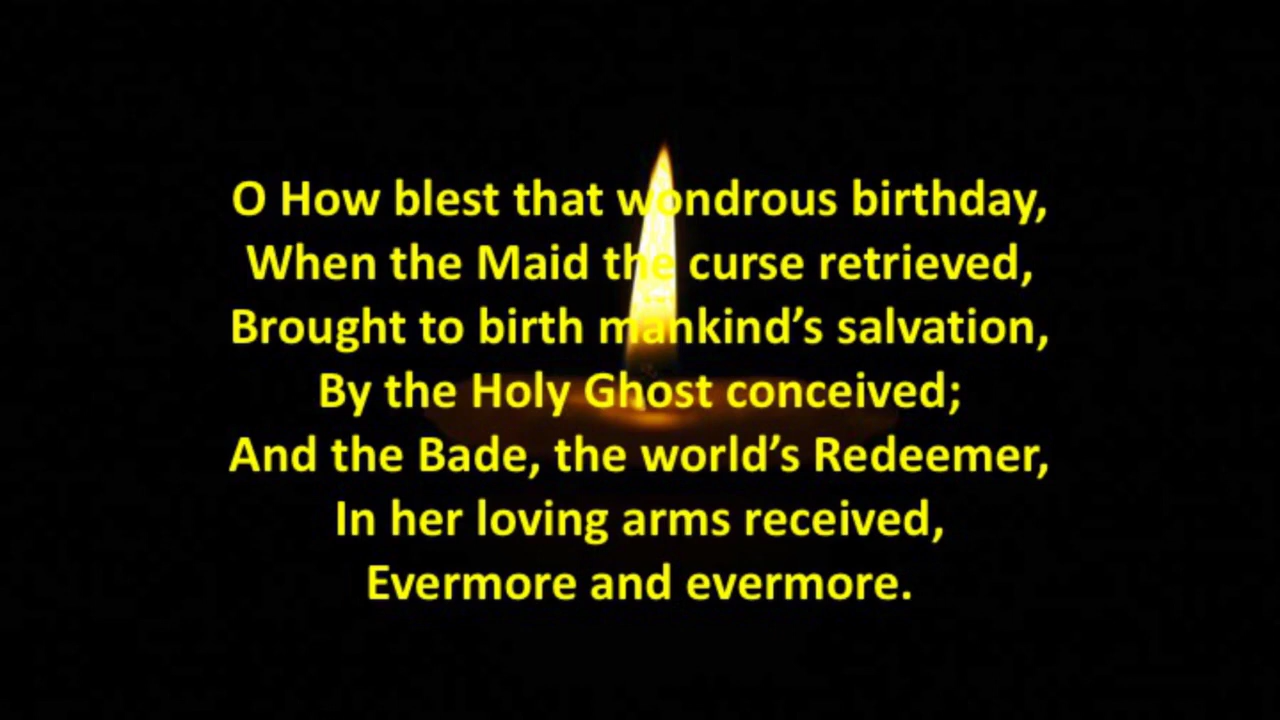 O How blest that wondrous birthday,
When the Maid the curse retrieved,
Brought to birth mankind’s salvation,
By the Holy Ghost conceived;
And the Bade, the world’s Redeemer,
In her loving arms received,
Evermore and evermore.